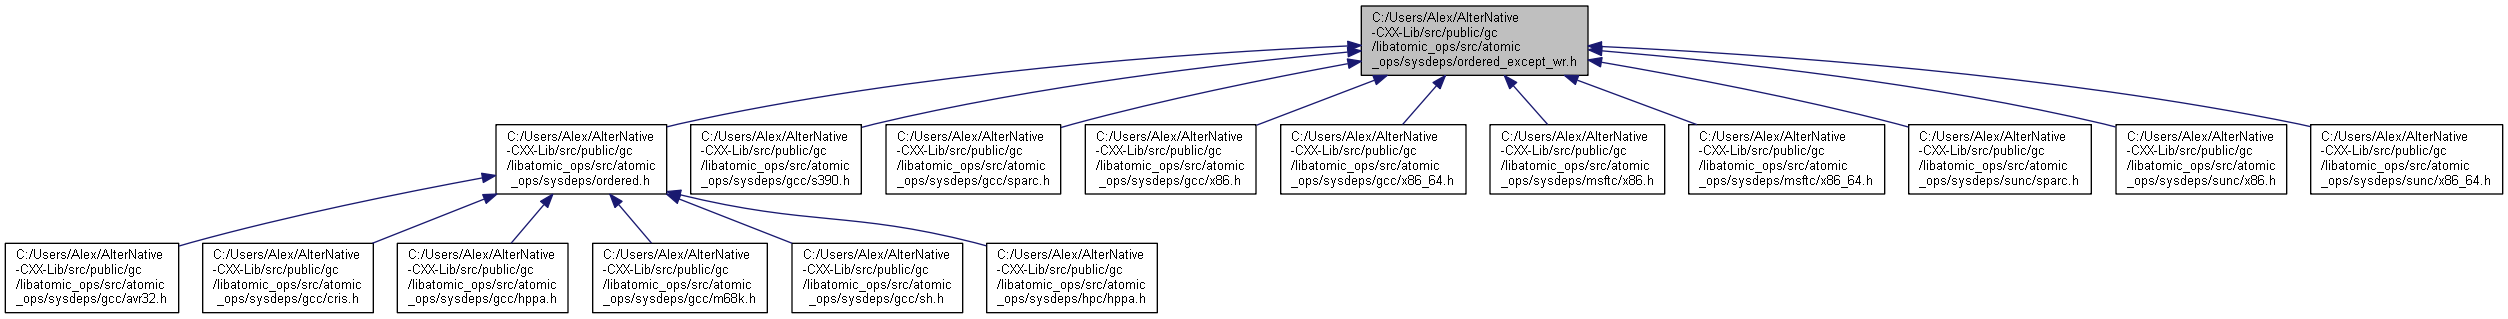 C:/Users/Alex/AlterNative
-CXX-Lib/src/public/gc
/libatomic_ops/src/atomic
_ops/sysdeps/ordered_except_wr.h
C:/Users/Alex/AlterNative
-CXX-Lib/src/public/gc
/libatomic_ops/src/atomic
_ops/sysdeps/ordered.h
C:/Users/Alex/AlterNative
-CXX-Lib/src/public/gc
/libatomic_ops/src/atomic
_ops/sysdeps/gcc/s390.h
C:/Users/Alex/AlterNative
-CXX-Lib/src/public/gc
/libatomic_ops/src/atomic
_ops/sysdeps/gcc/sparc.h
C:/Users/Alex/AlterNative
-CXX-Lib/src/public/gc
/libatomic_ops/src/atomic
_ops/sysdeps/gcc/x86.h
C:/Users/Alex/AlterNative
-CXX-Lib/src/public/gc
/libatomic_ops/src/atomic
_ops/sysdeps/gcc/x86_64.h
C:/Users/Alex/AlterNative
-CXX-Lib/src/public/gc
/libatomic_ops/src/atomic
_ops/sysdeps/msftc/x86.h
C:/Users/Alex/AlterNative
-CXX-Lib/src/public/gc
/libatomic_ops/src/atomic
_ops/sysdeps/msftc/x86_64.h
C:/Users/Alex/AlterNative
-CXX-Lib/src/public/gc
/libatomic_ops/src/atomic
_ops/sysdeps/sunc/sparc.h
C:/Users/Alex/AlterNative
-CXX-Lib/src/public/gc
/libatomic_ops/src/atomic
_ops/sysdeps/sunc/x86.h
C:/Users/Alex/AlterNative
-CXX-Lib/src/public/gc
/libatomic_ops/src/atomic
_ops/sysdeps/sunc/x86_64.h
C:/Users/Alex/AlterNative
-CXX-Lib/src/public/gc
/libatomic_ops/src/atomic
_ops/sysdeps/gcc/avr32.h
C:/Users/Alex/AlterNative
-CXX-Lib/src/public/gc
/libatomic_ops/src/atomic
_ops/sysdeps/gcc/cris.h
C:/Users/Alex/AlterNative
-CXX-Lib/src/public/gc
/libatomic_ops/src/atomic
_ops/sysdeps/gcc/hppa.h
C:/Users/Alex/AlterNative
-CXX-Lib/src/public/gc
/libatomic_ops/src/atomic
_ops/sysdeps/gcc/m68k.h
C:/Users/Alex/AlterNative
-CXX-Lib/src/public/gc
/libatomic_ops/src/atomic
_ops/sysdeps/gcc/sh.h
C:/Users/Alex/AlterNative
-CXX-Lib/src/public/gc
/libatomic_ops/src/atomic
_ops/sysdeps/hpc/hppa.h